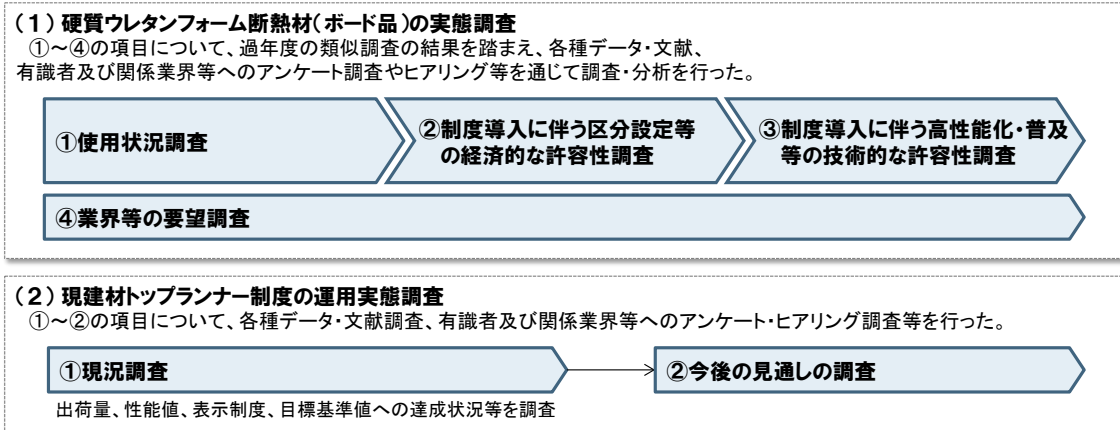 (1)硬質ウレタンフォーム断熱材(ボード品)の実態調査
①～④の項目について、過年度の類似調査の結果を踏まえ、各種データ・文献、
有識者及び関係業界等へのアンケート調査やヒアリング等を通じて調査・分析を行った。
①使用状況調査
②制度導入に伴う区分設定等
の経済的な許容性調査
③制度導入に伴う高性能化・普及
等の技術的な許容性調査
④業界等の要望調査
(2)現建材トップランナー制度の運用実態調査
①～②の項目について、各種データ・文献調査、有識者及び関係業界等へのアンケート・ヒアリング調査等を行った。
①現況調査
②今後の見通しの調査
出荷量、性能値、表示制度、目標基準値への達成状況等を調査